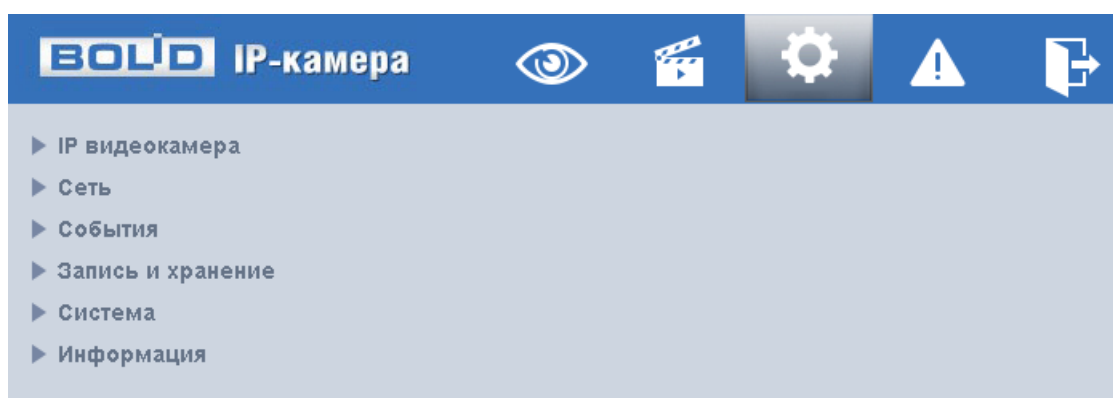 BOLID IP-камера
IP видеокамера
Сеть
События
Запись и хранение
Система
Информация